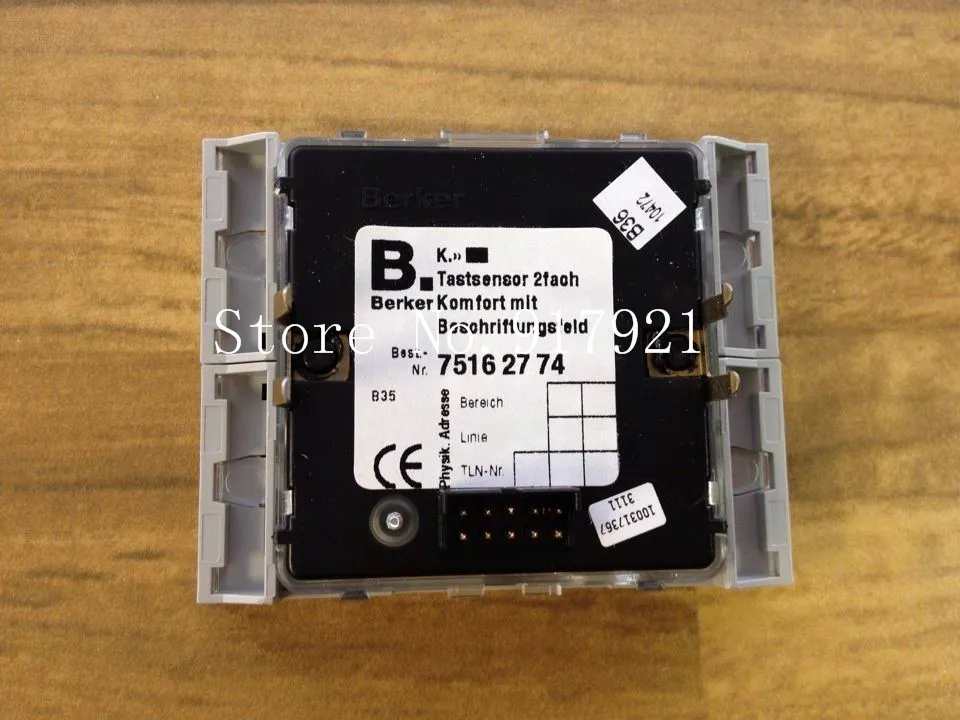 Berker
B36
10472
B.
Berker
K.»
Tastsensor 2fach
Komfort mit
Beschriftungsfeld
Best.-
Nr. 7516 27 74
B35
Physik. Adresse
Bereich
Linie
TLN-Nr.
CE
100317367
3111
Store No.917921